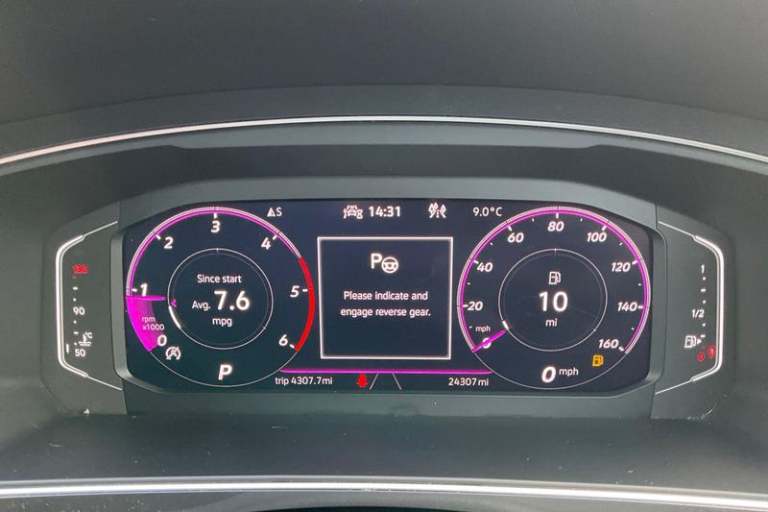 S
14:31
9.0°C
1 2 3 4 5 6
0
rpm
x1000
Since start
Avg. 7.6
mpg
P
P
Please indicate and
engage reverse gear.
0 20 40 60 80 100 120 140 160
mph
10
mi
0 mph
trip 4307.7mi
24307mi
90
50
1
1/2
0